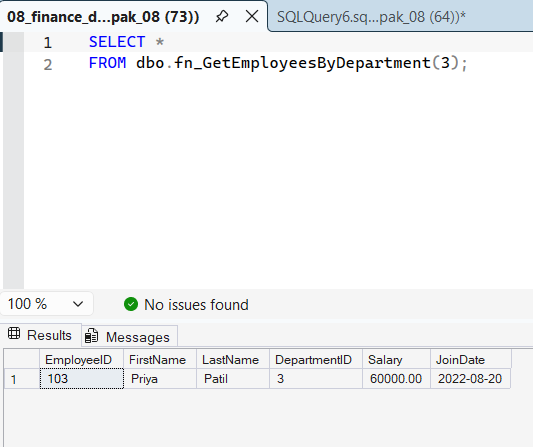 08_finance_d...pak_08 (73))
SQLQuery6.sq...pak_08 (64))*
1 SELECT *
2 FROM dbo.fn_GetEmployeesByDepartment(3);
100 %
No issues found
Results
Messages
EmployeeID FirstName LastName DepartmentID Salary JoinDate
1 103 Priya Patil 3 60000.00 2022-08-20